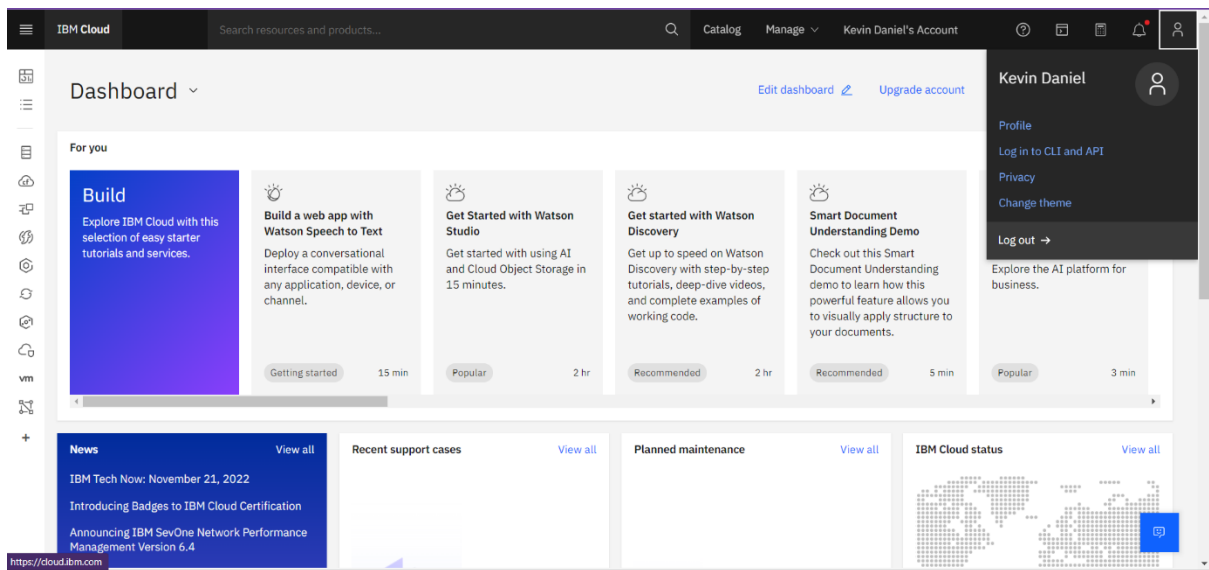 IBM Cloud
Search resources and products...
Catalog
Manage
Kevin Daniel's Account
Kevin Daniel
Profile
Log in to CLI and API
Privacy
Change theme
Log out →
Dashboard
Edit dashboard
Upgrade account
For you
Build
Explore IBM Cloud with this
selection of easy starter
tutorials and services.
Build a web app with
Watson Speech to Text
Deploy a conversational
interface compatible with
any application, device, or
channel.
Getting started
15 min
Get Started with Watson
Studio
Get started with using AI
and Cloud Object Storage in
15 minutes.
Popular
2 hr
Get started with Watson
Discovery
Get up to speed on Watson
Discovery with step-by-step
tutorials, deep-dive videos,
and complete examples of
working code.
Recommended
2 hr
Smart Document
Understanding Demo
Check out this Smart
Document Understanding
demo to learn how this
powerful feature allows you
to visually apply structure to
your documents.
Recommended
5 min
Explore the AI platform for
business.
Popular
3 min
vm
News
View all
IBM Tech Now: November 21, 2022
Introducing Badges to IBM Cloud Certification
Announcing IBM SevOne Network Performance
Management Version 6.4
Recent support cases
View all
Planned maintenance
View all
IBM Cloud status
View all
https://cloud.ibm.com